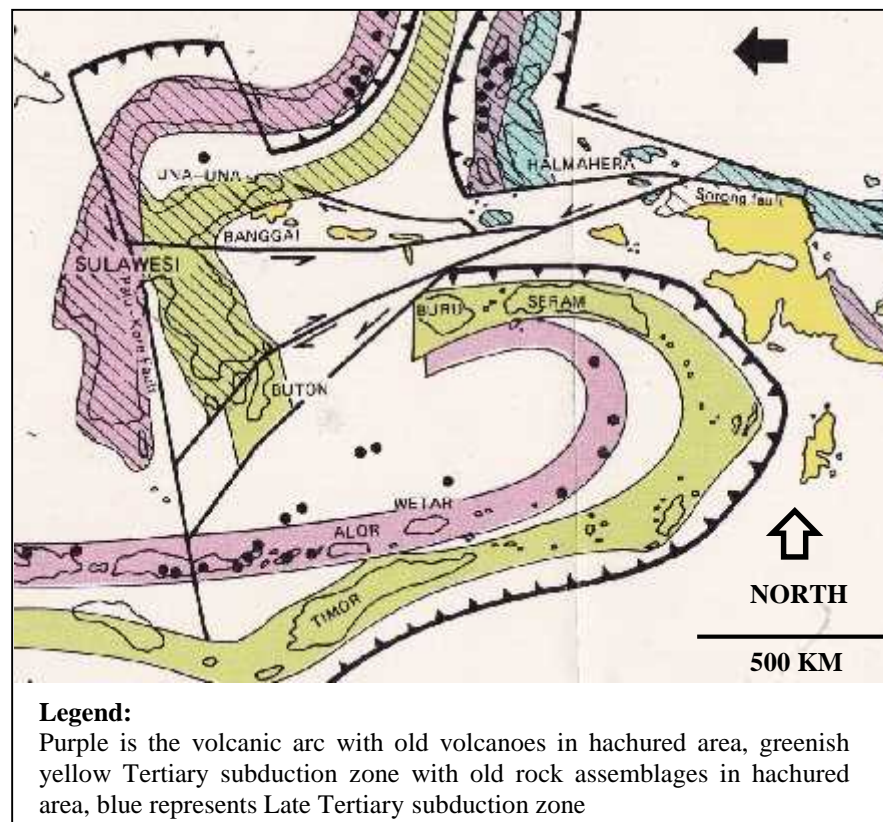 UNA-UNA
HALMAHERA
Sorong fault
BANGGAI
SULAWESI
Palu - Koro Fault
BURU
SERAM
BUTON
WETAR
ALOR
TIMOR
NORTH
500 KM
Legend:
Purple is the volcanic arc with old volcanoes in hachured area, greenish
yellow Tertiary subduction zone with old rock assemblages in hachured
area, blue represents Late Tertiary subduction zone